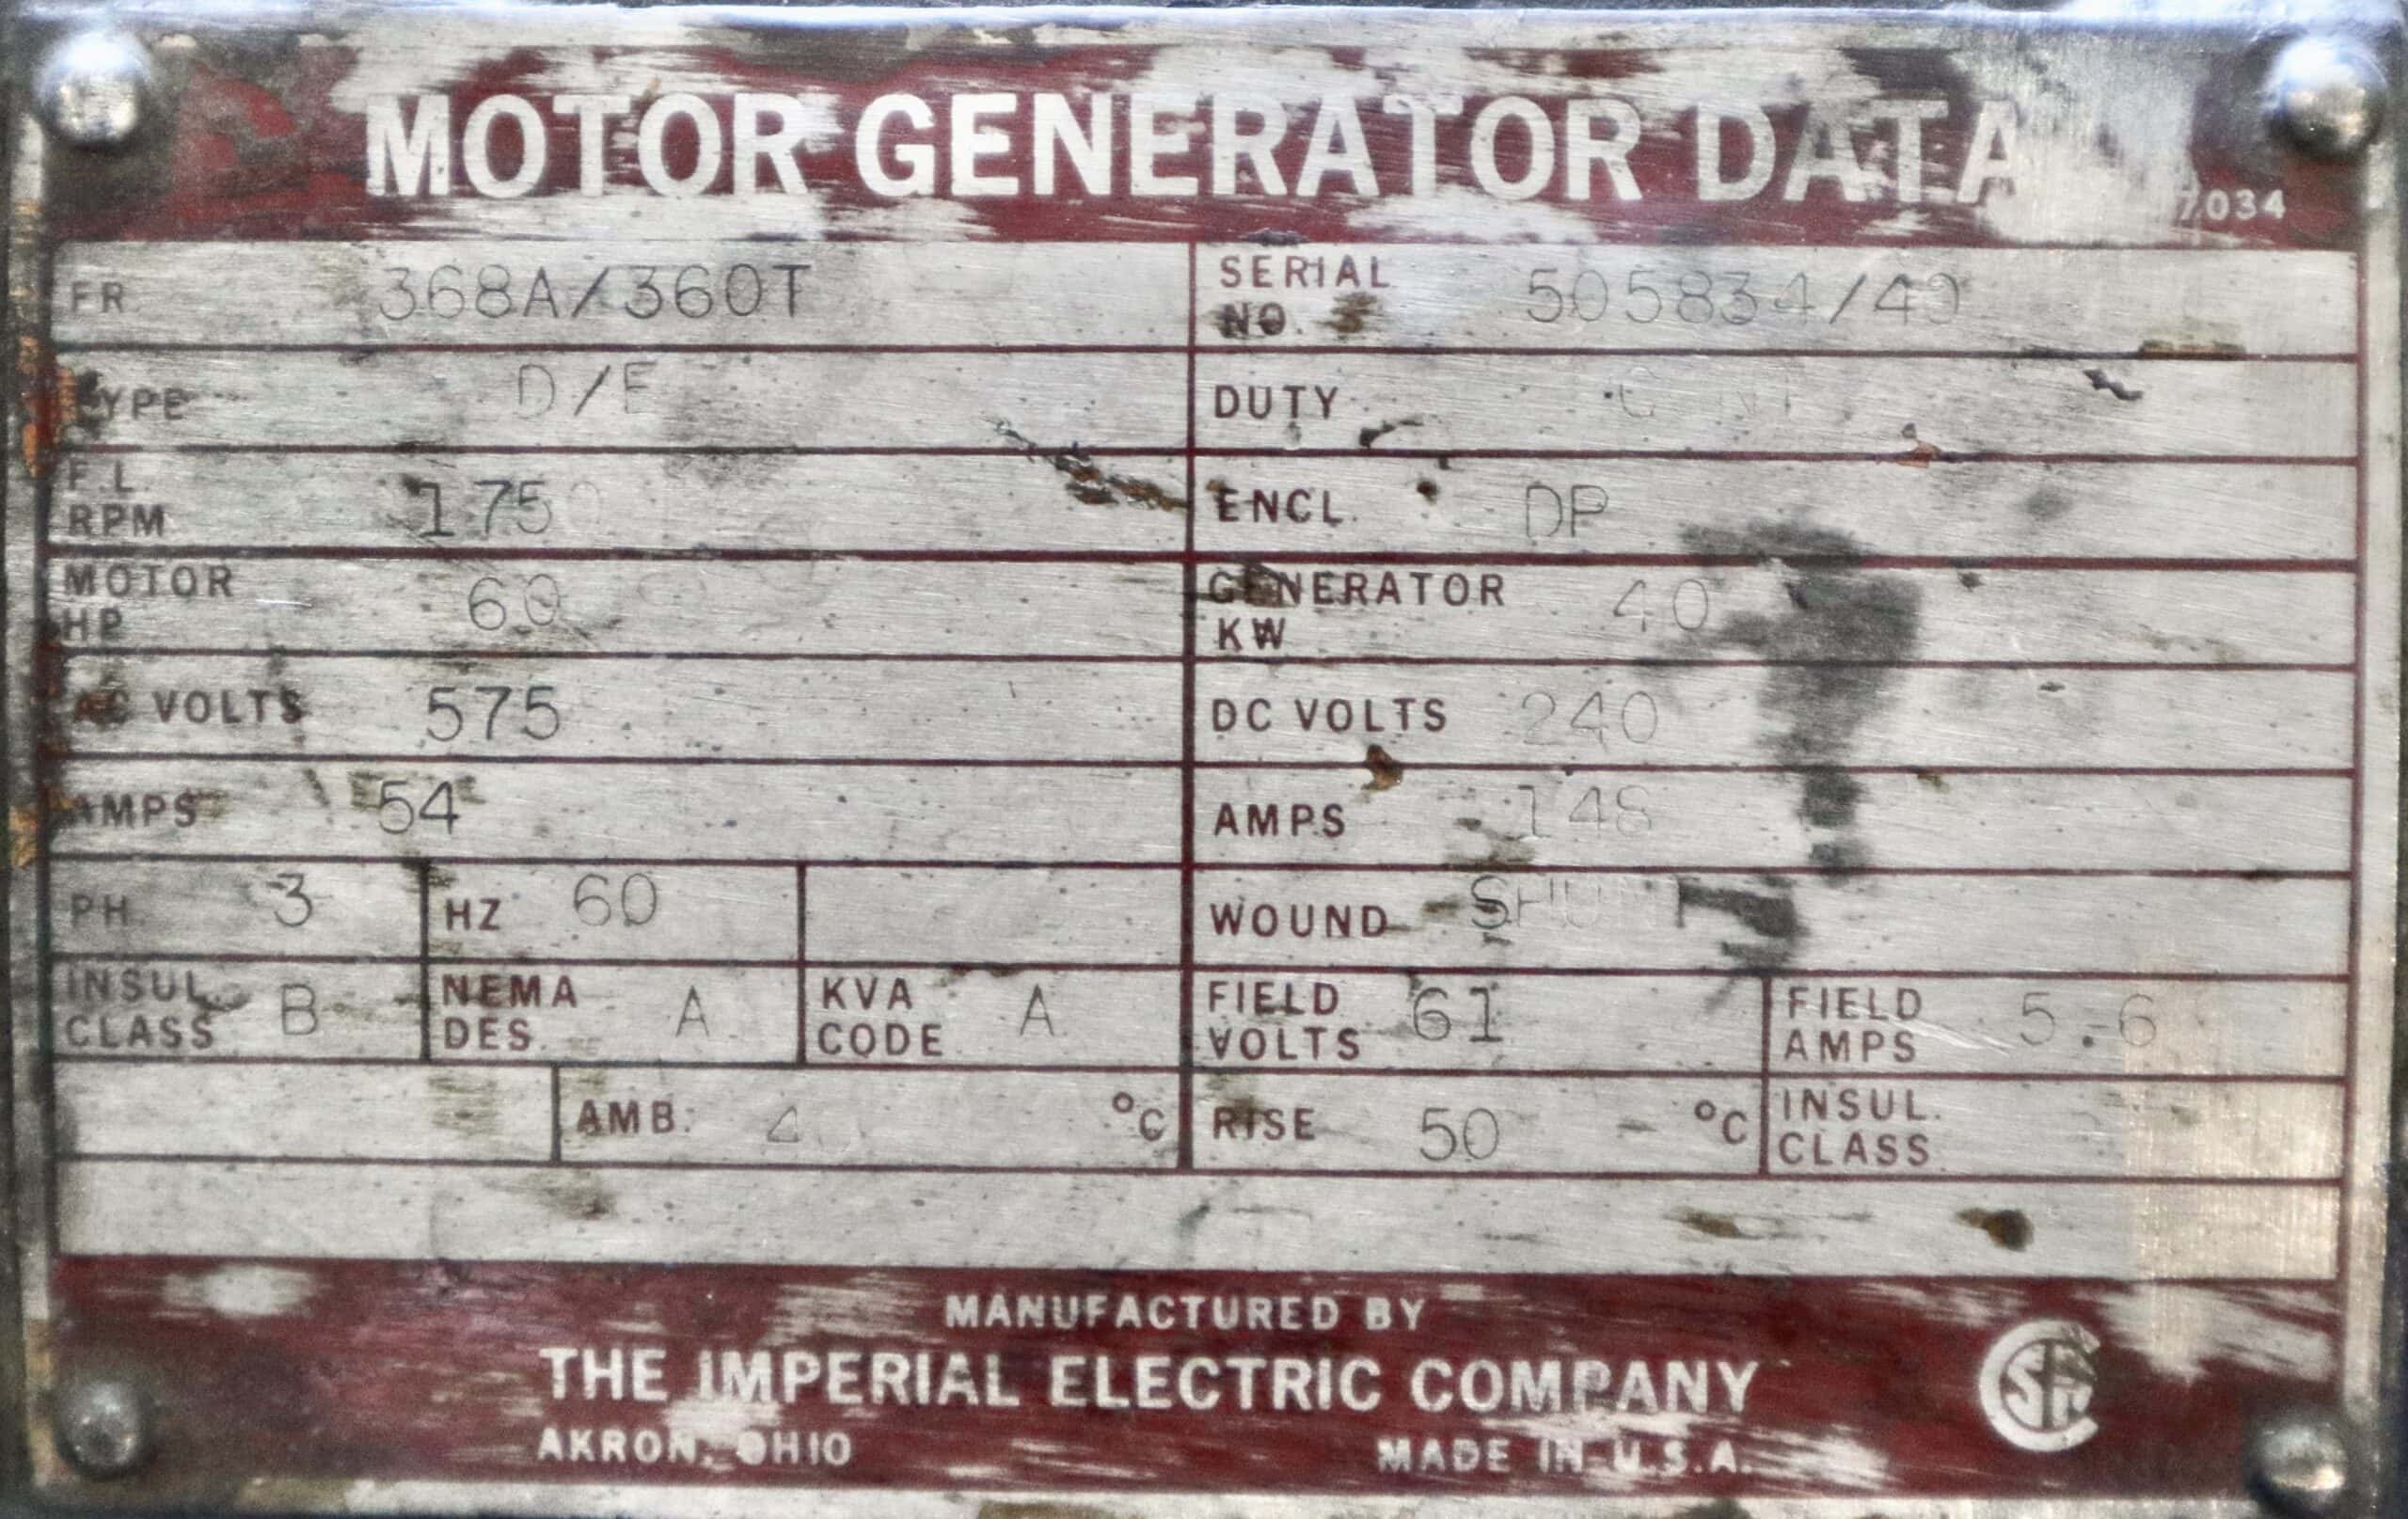 MOTOR GENERATOR DATA
7034
FR. 368A/360T
SERIAL NO. 505834/40
TYPE D/E
DUTY
F.L. RPM 1750
ENCL. DP
MOTOR HP 60
GENERATOR KW 40
AC VOLTS 575
DC VOLTS 240
AMPS 54
AMPS 148
PH. 3 HZ 60
WOUND SHUNT
INSUL. CLASS B NEMA DES. A KVA CODE A
FIELD VOLTS 61 FIELD AMPS 5.6
AMB. °C
RISE 50 °C INSUL. CLASS
MANUFACTURED BY
THE IMPERIAL ELECTRIC COMPANY
AKRON, OHIO MADE IN U.S.A.